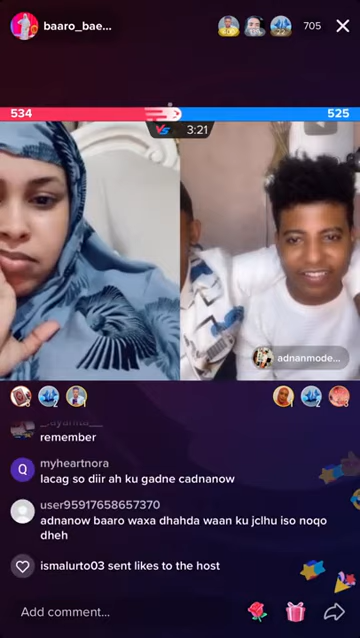 baaro_bae...
705
534
525
VS 3:21
adnanmode...
remember
myheartnora
lacag so diir ah ku gadne cadnanow
user95917658657370
adnanow baaro waxa dhahda waan ku jclhu iso noqo
dheh
ismalurto03 sent likes to the host
Add comment...